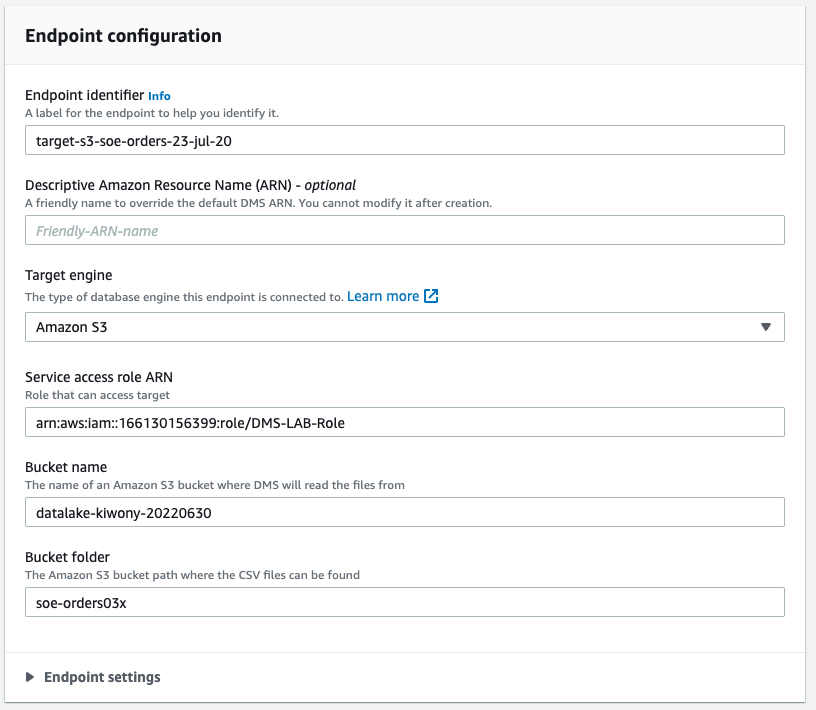 Endpoint configuration
Endpoint identifier Info
A label for the endpoint to help you identify it.
target-s3-soe-orders-23-jul-20
Descriptive Amazon Resource Name (ARN) - optional
A friendly name to override the default DMS ARN. You cannot modify it after creation.
Friendly-ARN-name
Target engine
The type of database engine this endpoint is connected to. Learn more
Amazon S3
Service access role ARN
Role that can access target
arn:aws:iam::166130156399:role/DMS-LAB-Role
Bucket name
The name of an Amazon S3 bucket where DMS will read the files from
datalake-kiwony-20220630
Bucket folder
The Amazon S3 bucket path where the CSV files can be found
soe-orders03x
Endpoint settings